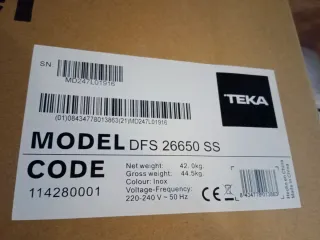 SN:
MD247L01916
TEKA
(01)08434778013863(21)MD247L01916
MODEL DFS 26650 SS
CODE
114280001
Net weight: 42.0kg.
Gross weight: 44.5kg.
Colour: Inox
Voltage-Frequency:
220-240 V ~ 50 Hz
CE